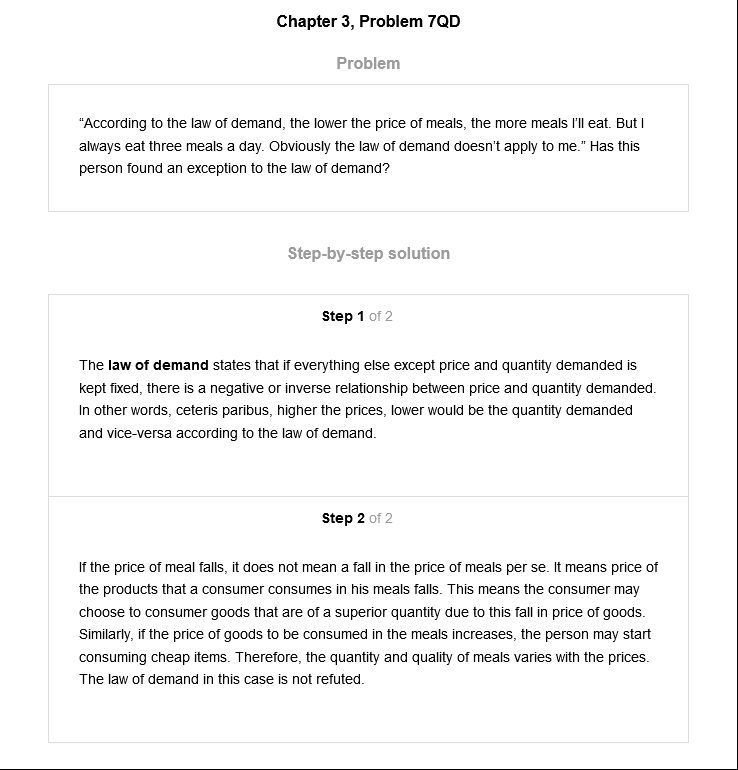 Chapter 3, Problem 7QD
Problem
“According to the law of demand, the lower the price of meals, the more meals I’ll eat. But I
always eat three meals a day. Obviously the law of demand doesn’t apply to me.” Has this
person found an exception to the law of demand?
Step-by-step solution
Step 1 of 2
The law of demand states that if everything else except price and quantity demanded is
kept fixed, there is a negative or inverse relationship between price and quantity demanded.
In other words, ceteris paribus, higher the prices, lower would be the quantity demanded
and vice-versa according to the law of demand.
Step 2 of 2
If the price of meal falls, it does not mean a fall in the price of meals per se. It means price of
the products that a consumer consumes in his meals falls. This means the consumer may
choose to consumer goods that are of a superior quantity due to this fall in price of goods.
Similarly, if the price of goods to be consumed in the meals increases, the person may start
consuming cheap items. Therefore, the quantity and quality of meals varies with the prices.
The law of demand in this case is not refuted.